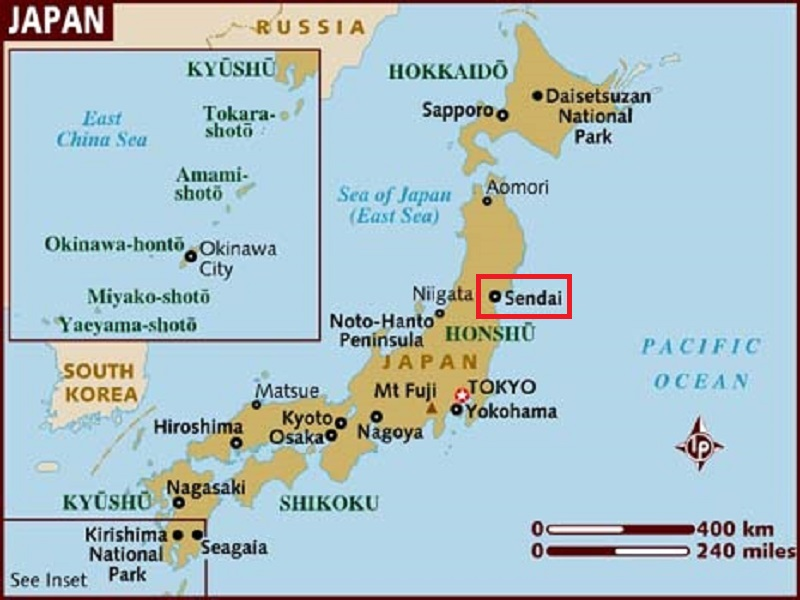 JAPAN
RUSSIA
KYŪSHŪ
East
China Sea
Tokara-
shotō
Amami-
shotō
Okinawa-hontō
Okinawa
City
Miyako-shotō
Yaeyama-shotō
HOKKAIDŌ
Sapporo
Daisetsuzan
National
Park
Aomori
Sea of Japan
(East Sea)
Niigata
Sendai
Noto-Hanto
Peninsula
HONSHŪ
JAPAN
PACIFIC
OCEAN
SOUTH
KOREA
Matsue
Mt Fuji
TOKYO
Yokohama
Hiroshima
Kyoto
Osaka
Nagoya
KYŪSHŪ
Nagasaki
SHIKOKU
Kirishima
National
Park
Seagaia
See Inset
LP
0 400 km
0 240 miles